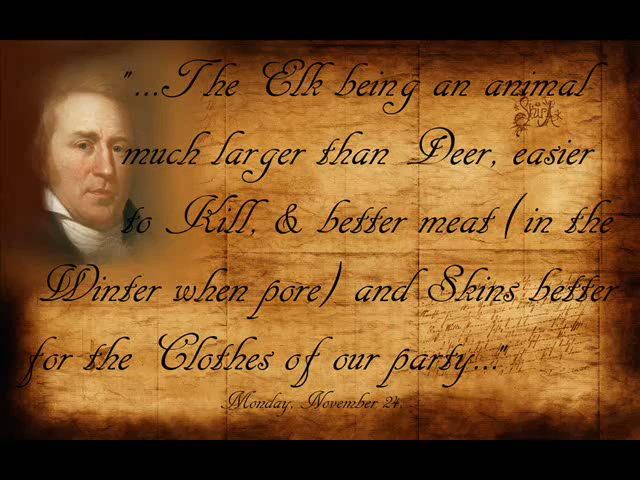 "...The Elk being an animal
much larger than Deer, easier
to Kill, & better meat (in the
Winter when pore) and Skins better
for the Clothes of our party..."
Monday, November 24,